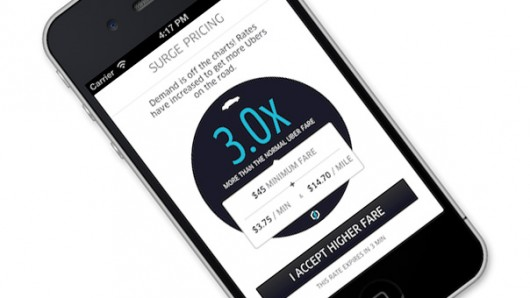 Carrier 4:17 PM
SURGE PRICING
Demand is off the charts! Rates
have increased to get more Ubers
on the road.
3.0x
MORE THAN THE NORMAL UBER FARE
$45 MINIMUM FARE
+
$3.75 / MIN & $14.70 / MILE
I ACCEPT HIGHER FARE
THIS RATE EXPIRES IN 3 MIN